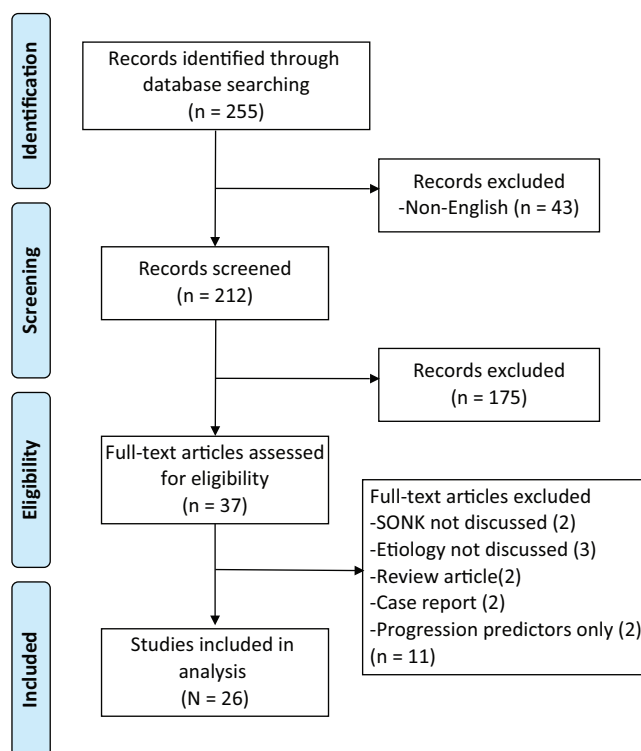 Identification
Records identified through
database searching
(n = 255)
Records excluded
-Non-English (n = 43)
Screening
Records screened
(n = 212)
Records excluded
(n = 175)
Eligibility
Full-text articles assessed
for eligibility
(n = 37)
Full-text articles excluded
-SONK not discussed (2)
-Etiology not discussed (3)
-Review article(2)
-Case report (2)
-Progression predictors only (2)
(n = 11)
Included
Studies included in
analysis
(N = 26)